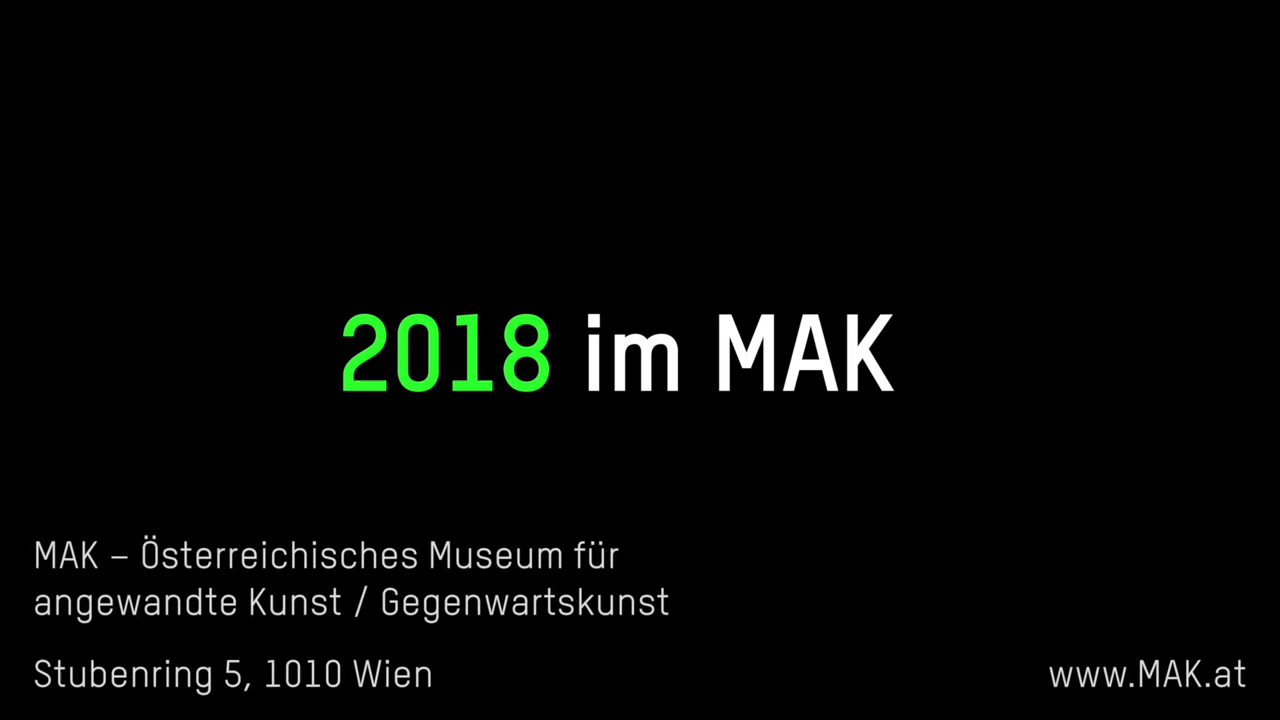 2018 im MAK
MAK – Österreichisches Museum für
angewandte Kunst / Gegenwartskunst
Stubenring 5, 1010 Wien
www.MAK.at